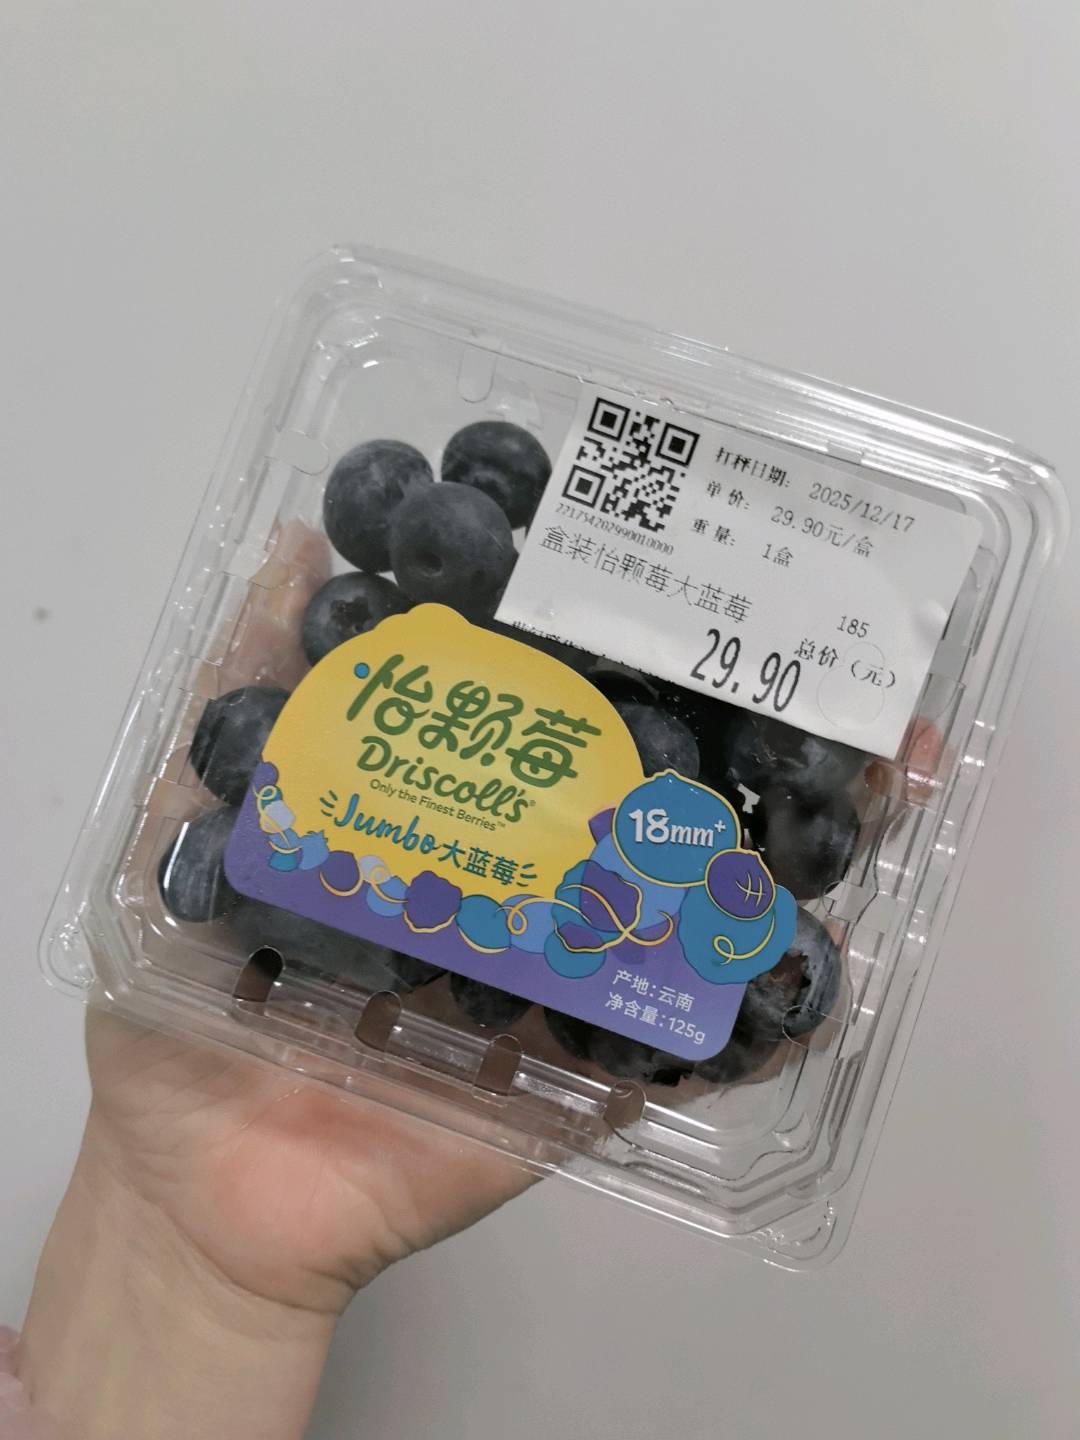 打秤日期: 2025/12/17
单价: 29.90元/盒
重量: 1盒
221754202990010000
盒装怡颗莓大蓝莓
185
总价(元)
29.90
怡颗莓
Driscoll's®
Only the Finest Berries™
Jumbo大蓝莓
18mm+
产地:云南
净含量:125g